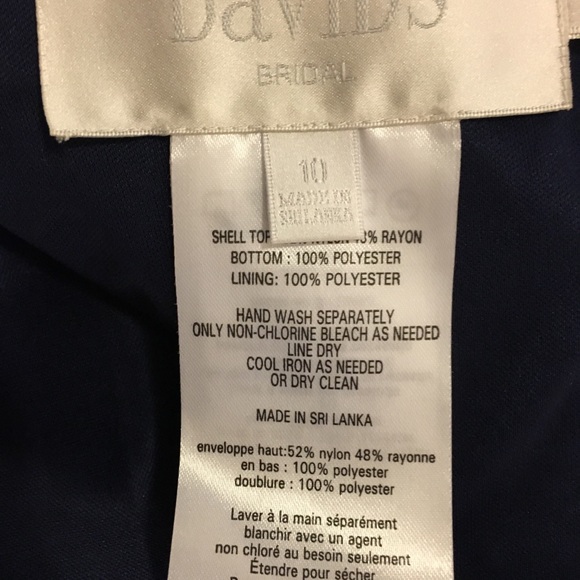 DAVID'S
BRIDAL
10
MADE IN
SRI LANKA
SHELL TOP % RAYON
BOTTOM : 100% POLYESTER
LINING: 100% POLYESTER
HAND WASH SEPARATELY
ONLY NON-CHLORINE BLEACH AS NEEDED
LINE DRY
COOL IRON AS NEEDED
OR DRY CLEAN
MADE IN SRI LANKA
enveloppe haut:52% nylon 48% rayonne
en bas : 100% polyester
doublure : 100% polyester
Laver à la main séparément
blanchir avec un agent
non chloré au besoin seulement
Étendre pour sécher